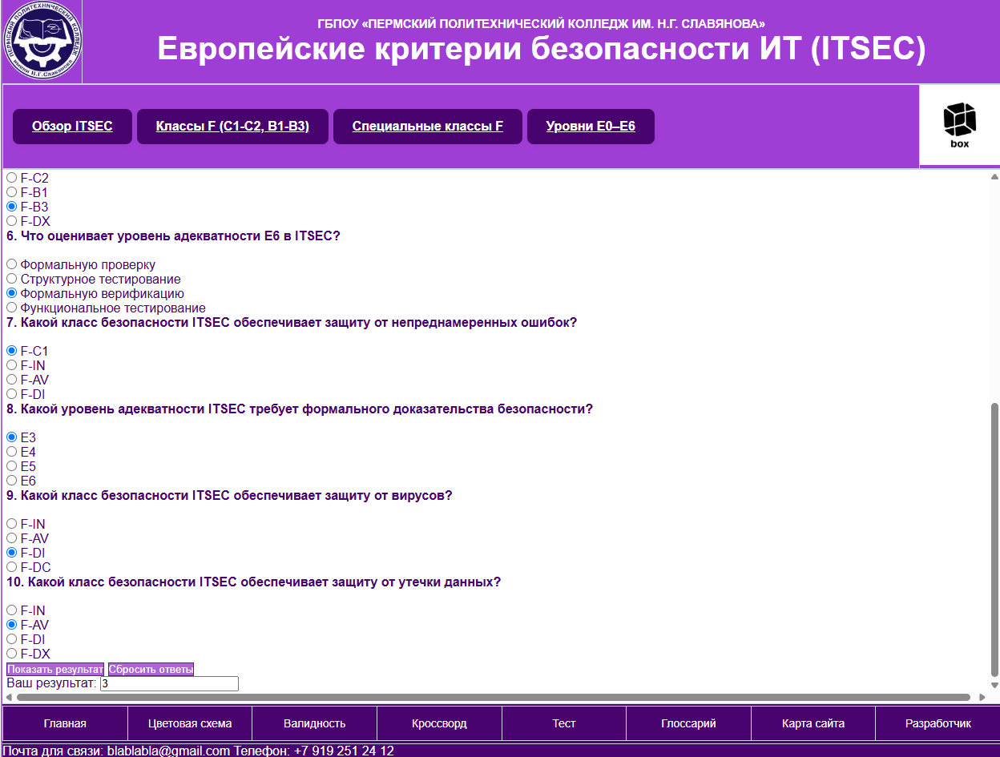 ПЕРМСКИЙ ПОЛИТЕХНИЧЕСКИЙ КОЛЛЕДЖ
имени Н.Г.Славянова
ГБПОУ «ПЕРМСКИЙ ПОЛИТЕХНИЧЕСКИЙ КОЛЛЕДЖ ИМ. Н.Г. СЛАВЯНОВА»
Европейские критерии безопасности ИТ (ITSEC)
Обзор ITSEC Классы F (C1-C2, B1-B3) Специальные классы F Уровни E0–E6
box
F-C2
F-B1
F-B3
F-DX
6. Что оценивает уровень адекватности E6 в ITSEC?
Формальную проверку
Структурное тестирование
Формальную верификацию
Функциональное тестирование
7. Какой класс безопасности ITSEC обеспечивает защиту от непреднамеренных ошибок?
F-C1
F-IN
F-AV
F-DI
8. Какой уровень адекватности ITSEC требует формального доказательства безопасности?
E3
E4
E5
E6
9. Какой класс безопасности ITSEC обеспечивает защиту от вирусов?
F-IN
F-AV
F-DI
F-DC
10. Какой класс безопасности ITSEC обеспечивает защиту от утечки данных?
F-IN
F-AV
F-DI
F-DX
Показать результат Сбросить ответы
Ваш результат: 3
Главная Цветовая схема Валидность Кроссворд Тест Глоссарий Карта сайта Разработчик
Почта для связи: blablabla@gmail.com Телефон: +7 919 251 24 12